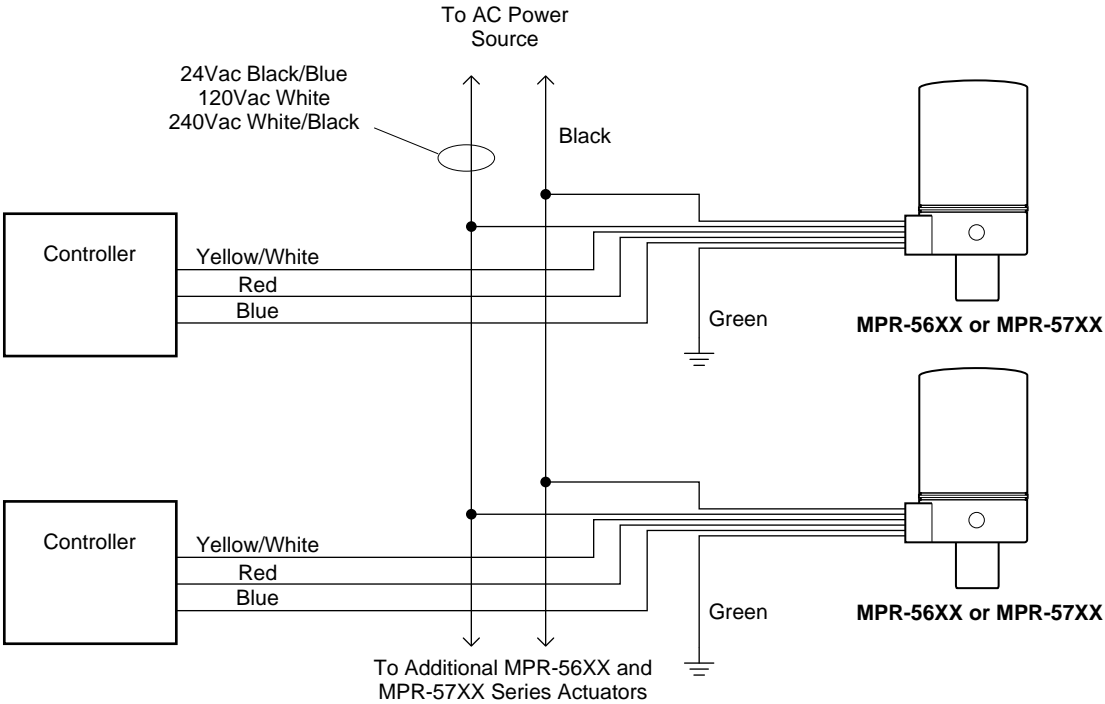 To AC Power
Source
24Vac Black/Blue
120Vac White
240Vac White/Black
Black
Controller
Yellow/White
Red
Blue
Green
MPR-56XX or MPR-57XX
Controller
Yellow/White
Red
Blue
Green
MPR-56XX or MPR-57XX
To Additional MPR-56XX and
MPR-57XX Series Actuators